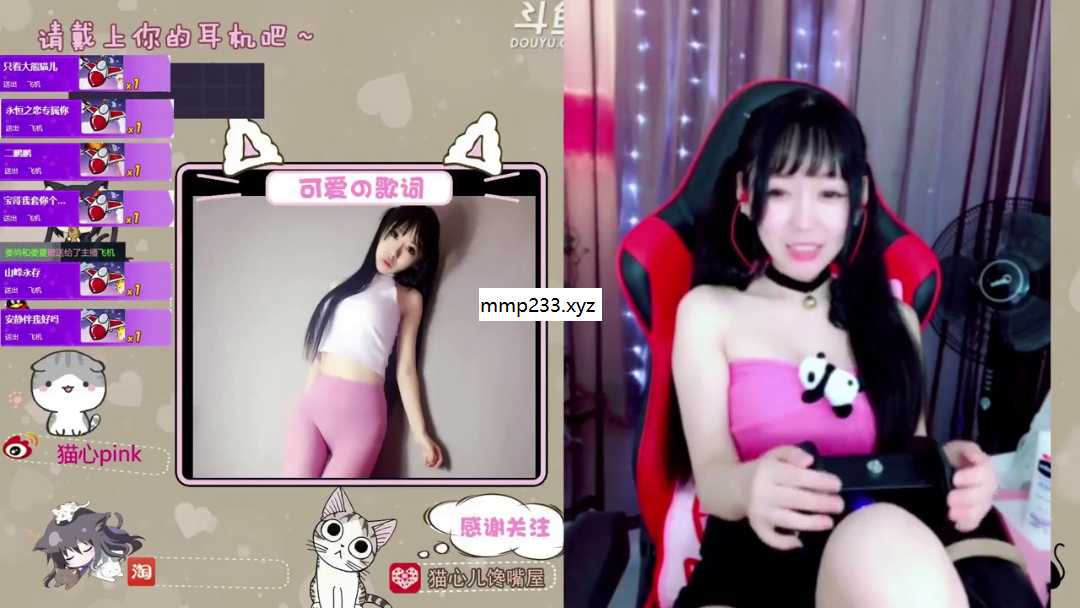 请戴上你的耳机吧～
斗鱼
DOUYU.C
只看大熊猫儿
送出 飞机
x1
永恒之恋专属你
送出 飞机
x1
二鹏鹏
送出 飞机
x1
宝哥我套你个...
送出 飞机
x1
送给了主播飞机
山峰永存
送出 飞机
x1
安静伴我好吗
送出 飞机
x1
可爱の歌词
mmp233.xyz
猫心pink
感谢关注
淘
猫心儿馋嘴屋